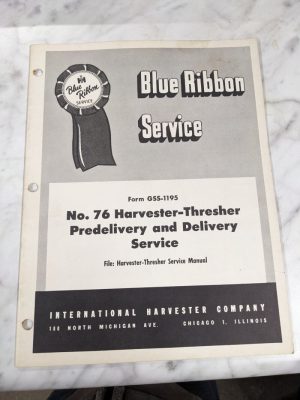 IH
Blue Ribbon
SERVICE
Blue Ribbon
Service
Form GSS-1195
No. 76 Harvester-Thresher
Predelivery and Delivery
Service
File: Harvester-Thresher Service Manual
INTERNATIONAL HARVESTER COMPANY
180 NORTH MICHIGAN AVE. CHICAGO 1, ILLINOIS